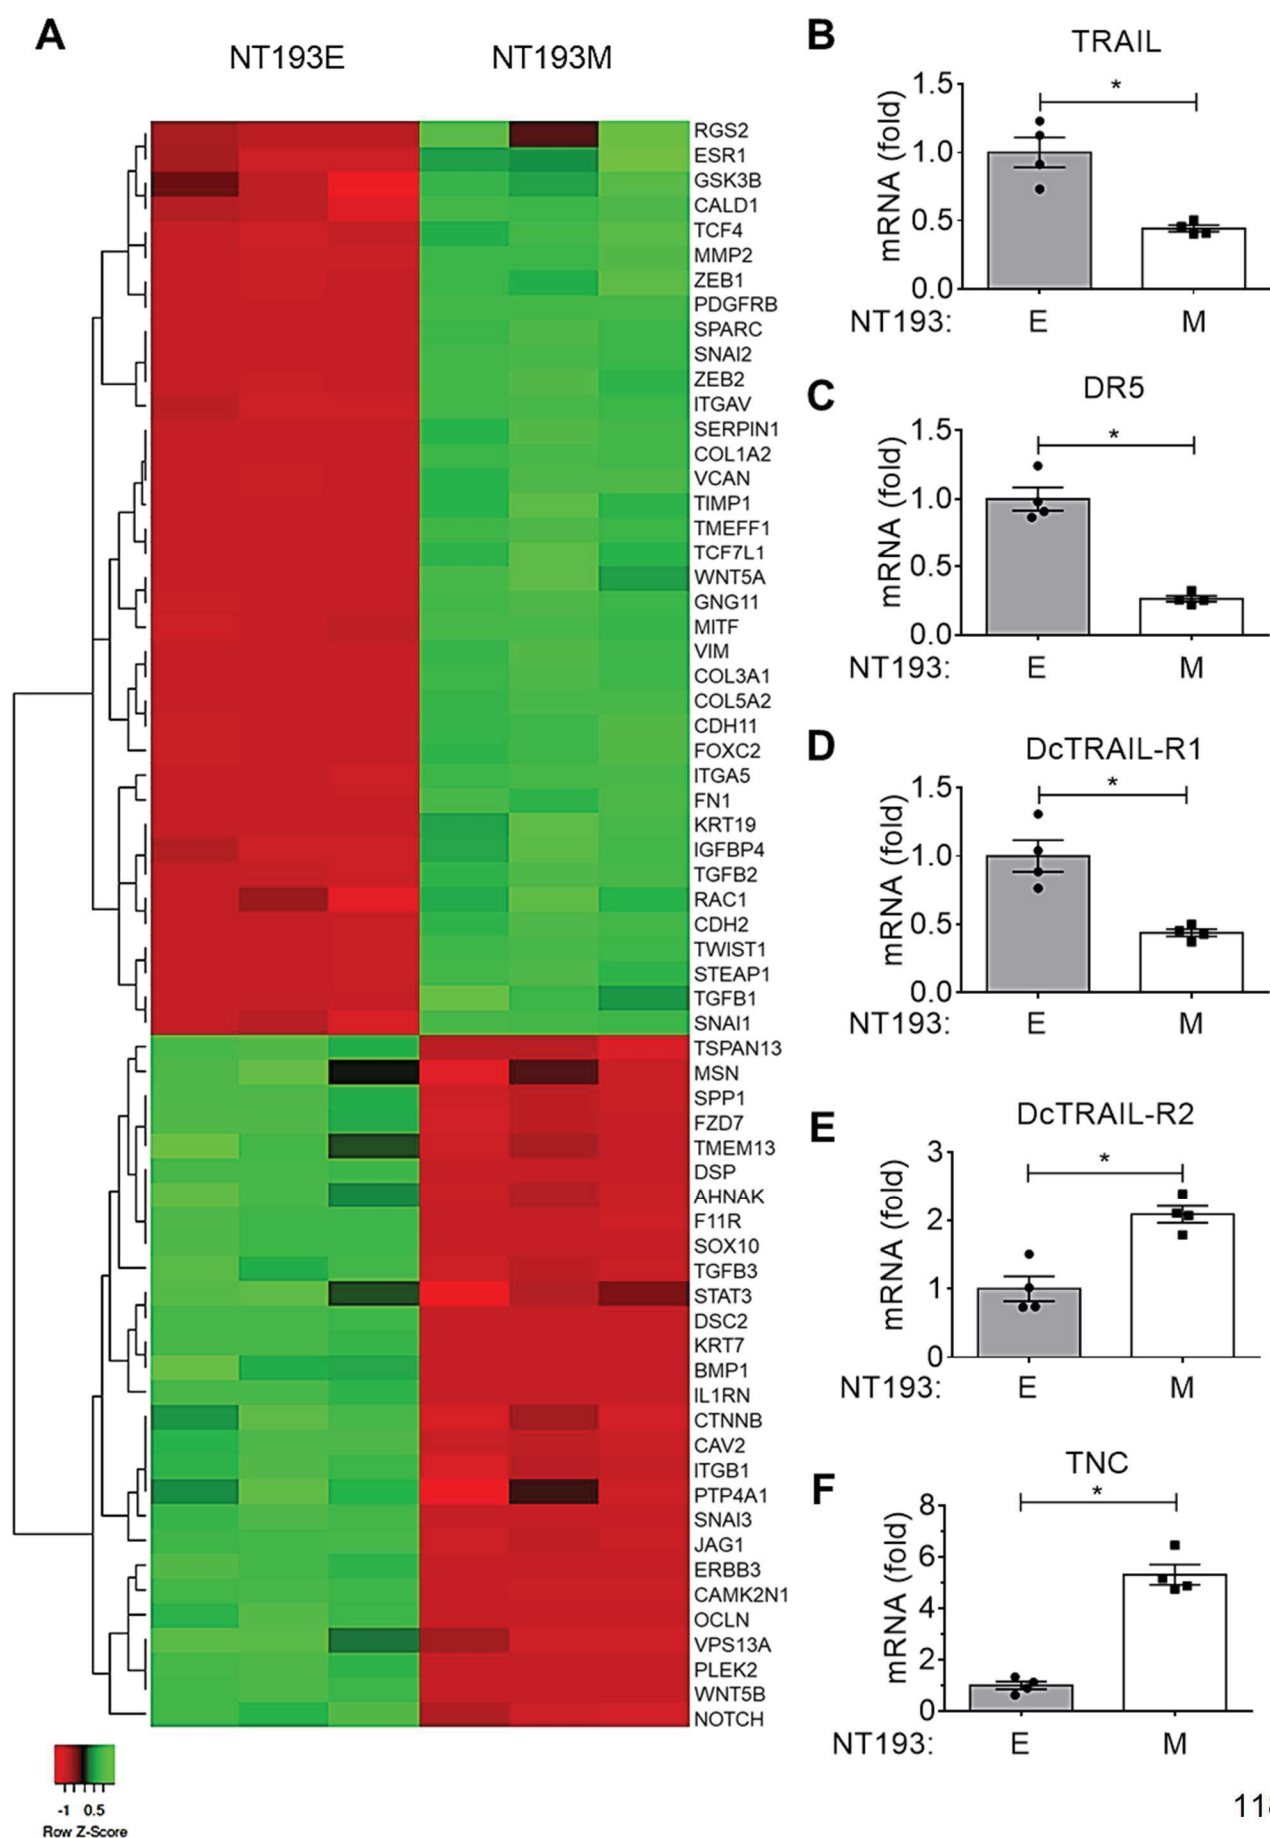 A
NT193E
NT193M
RGS2
ESR1
GSK3B
CALD1
TCF4
MMP2
ZEB1
PDGFRB
SPARC
SNAI2
ZEB2
ITGAV
SERPIN1
COL1A2
VCAN
TIMP1
TMEFF1
TCF7L1
WNT5A
GNG11
MITF
VIM
COL3A1
COL5A2
CDH11
FOXC2
ITGA5
FN1
KRT19
IGFBP4
TGFB2
RAC1
CDH2
TWIST1
STEAP1
TGFB1
SNAI1
TSPAN13
MSN
SPP1
FZD7
TMEM13
DSP
AHNAK
F11R
SOX10
TGFB3
STAT3
DSC2
KRT7
BMP1
IL1RN
CTNNB
CAV2
ITGB1
PTP4A1
SNAI3
JAG1
ERBB3
CAMK2N1
OCLN
VPS13A
PLEK2
WNT5B
NOTCH
-1 0.5
Row Z-Score
B
TRAIL
*
mRNA (fold)
1.5
1.0
0.5
0.0
NT193: E M
C
DR5
*
mRNA (fold)
1.5
1.0
0.5
0.0
NT193: E M
D
DcTRAIL-R1
*
mRNA (fold)
1.5
1.0
0.5
0.0
NT193: E M
E
DcTRAIL-R2
*
mRNA (fold)
3
2
1
0
NT193: E M
F
TNC
*
mRNA (fold)
8
6
4
2
0
NT193: E M